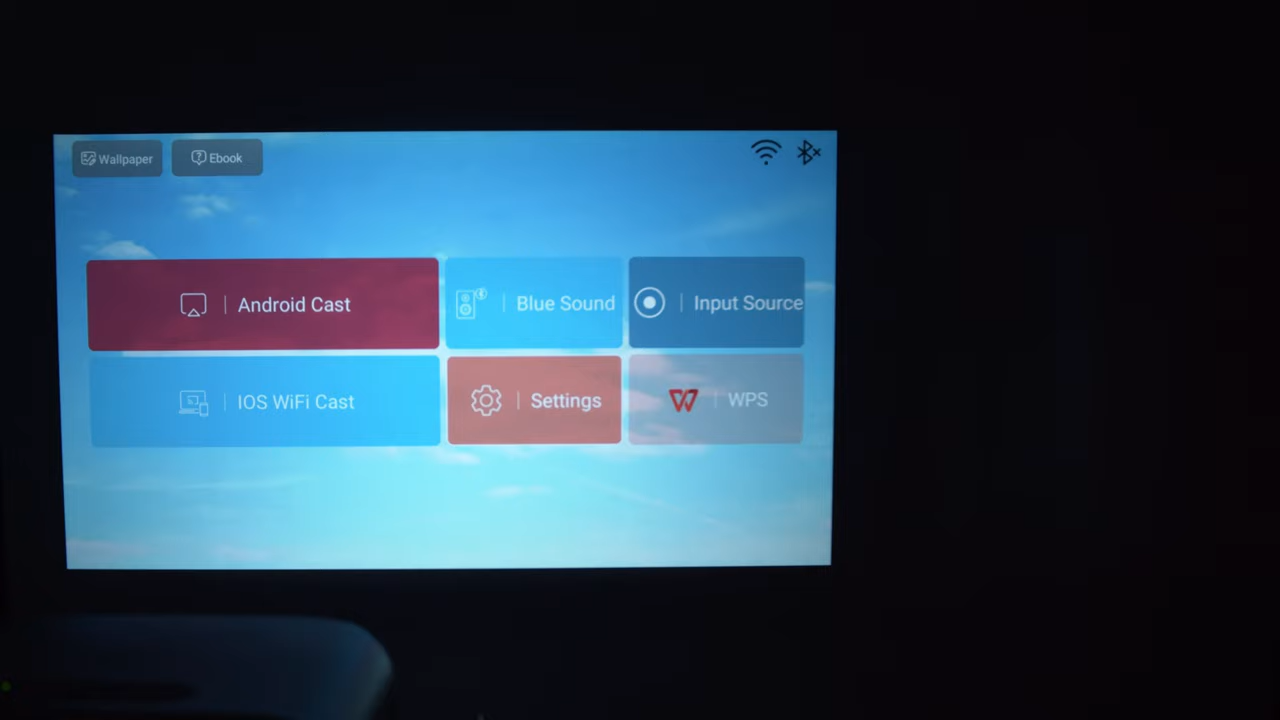 Wallpaper
Ebook
Android Cast
Blue Sound
Input Source
IOS WiFi Cast
Settings
WPS